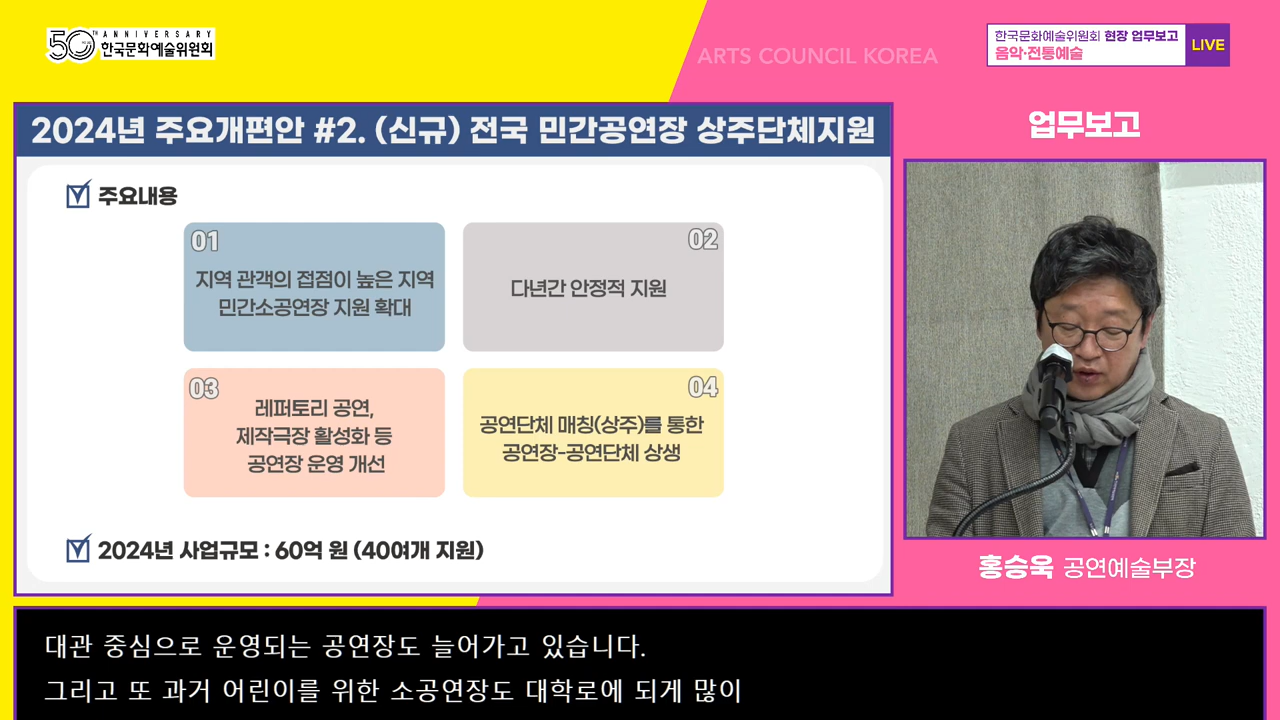 50TH ANNIVERSARY
한국문화예술위원회
ARTS COUNCIL KOREA
한국문화예술위원회 현장 업무보고
음악·전통예술
LIVE
2024년 주요개편안 #2. (신규) 전국 민간공연장 상주단체지원
주요내용
01
지역 관객의 접점이 높은 지역
민간소공연장 지원 확대
02
다년간 안정적 지원
03
레퍼토리 공연,
제작극장 활성화 등
공연장 운영 개선
04
공연단체 매칭(상주)를 통한
공연장-공연단체 상생
2024년 사업규모 : 60억 원 (40여개 지원)
업무보고
홍승욱 공연예술부장
대관 중심으로 운영되는 공연장도 늘어가고 있습니다.
그리고 또 과거 어린이를 위한 소공연장도 대학로에 되게 많이